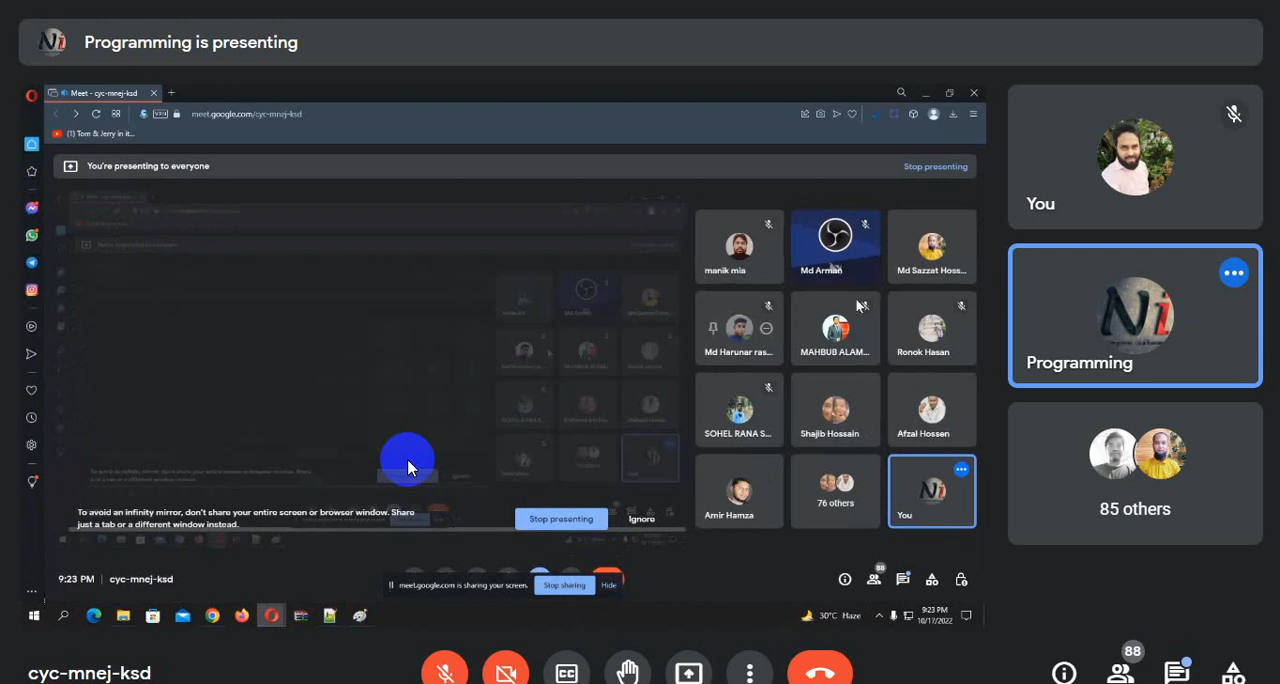 Programming is presenting
Meet - cyc-mnej-ksd
VPN
meet.google.com/cyc-mnej-ksd
(1) Tom & Jerry in it...
You're presenting to everyone
Stop presenting
manik mia
Md Arman
Md Sazzat Hoss...
Md Harunar ras...
MAHBUB ALAM...
Ronok Hasan
SOHEL RANA S...
Shajib Hossain
Afzal Hossen
Amir Hamza
76 others
Ni
You
To avoid an infinity mirror, don't share your entire screen or browser window. Share
just a tab or a different window instead.
Stop presenting
Ignore
9:23 PM | cyc-mnej-ksd
meet.google.com is sharing your screen.
Stop sharing
Hide
88
30°C Haze
9:23 PM
10/17/2022
You
Ni
Programming
85 others
cyc-mnej-ksd
88